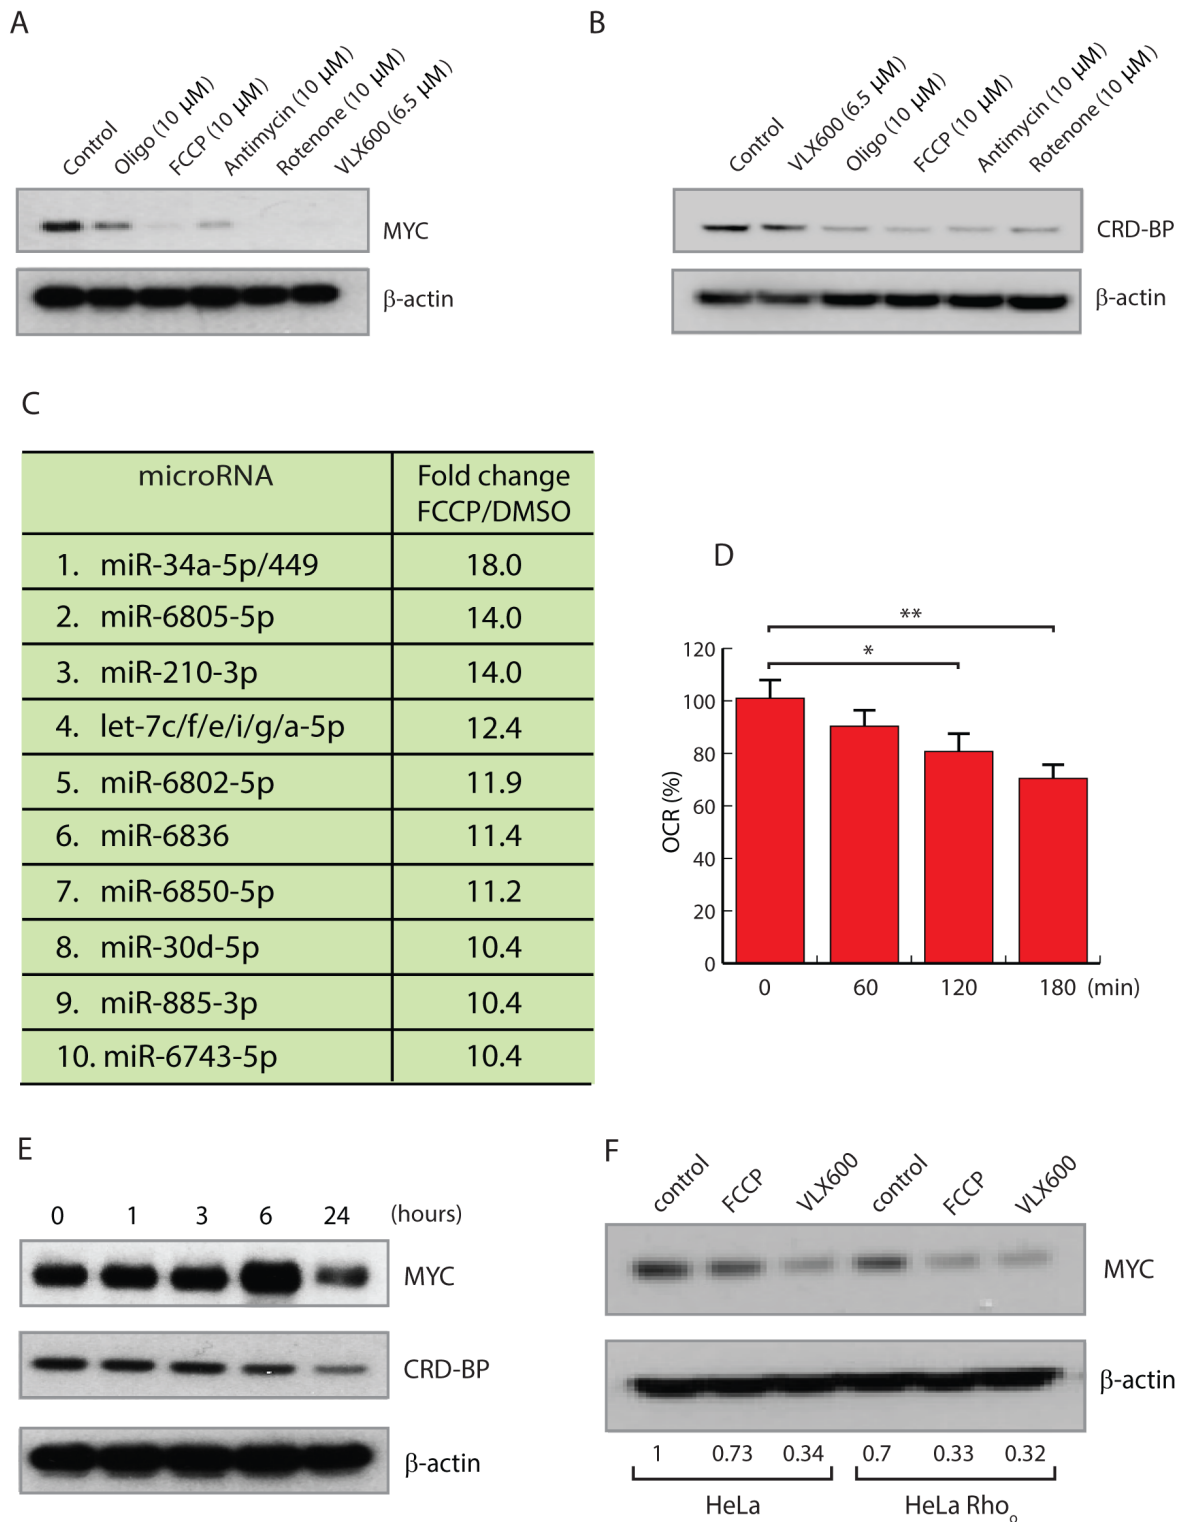 A
Control
Oligo (10 μM)
FCCP (10 μM)
Antimycin (10 μM)
Rotenone (10 μM)
VLX600 (6.5 μM)
MYC
β-actin
B
Control
VLX600 (6.5 μM)
Oligo (10 μM)
FCCP (10 μM)
Antimycin (10 μM)
Rotenone (10 μM)
CRD-BP
β-actin
C
microRNA Fold change
FCCP/DMSO
1. miR-34a-5p/449 18.0
2. miR-6805-5p 14.0
3. miR-210-3p 14.0
4. let-7c/f/e/i/g/a-5p 12.4
5. miR-6802-5p 11.9
6. miR-6836 11.4
7. miR-6850-5p 11.2
8. miR-30d-5p 10.4
9. miR-885-3p 10.4
10. miR-6743-5p 10.4
D
**
*
120
100
80
60
40
20
0
OCR (%)
0 60 120 180 (min)
E
0 1 3 6 24 (hours)
MYC
CRD-BP
β-actin
F
control
FCCP
VLX600
control
FCCP
VLX600
MYC
β-actin
1 0.73 0.34 0.7 0.33 0.32
HeLa HeLa Rho₀